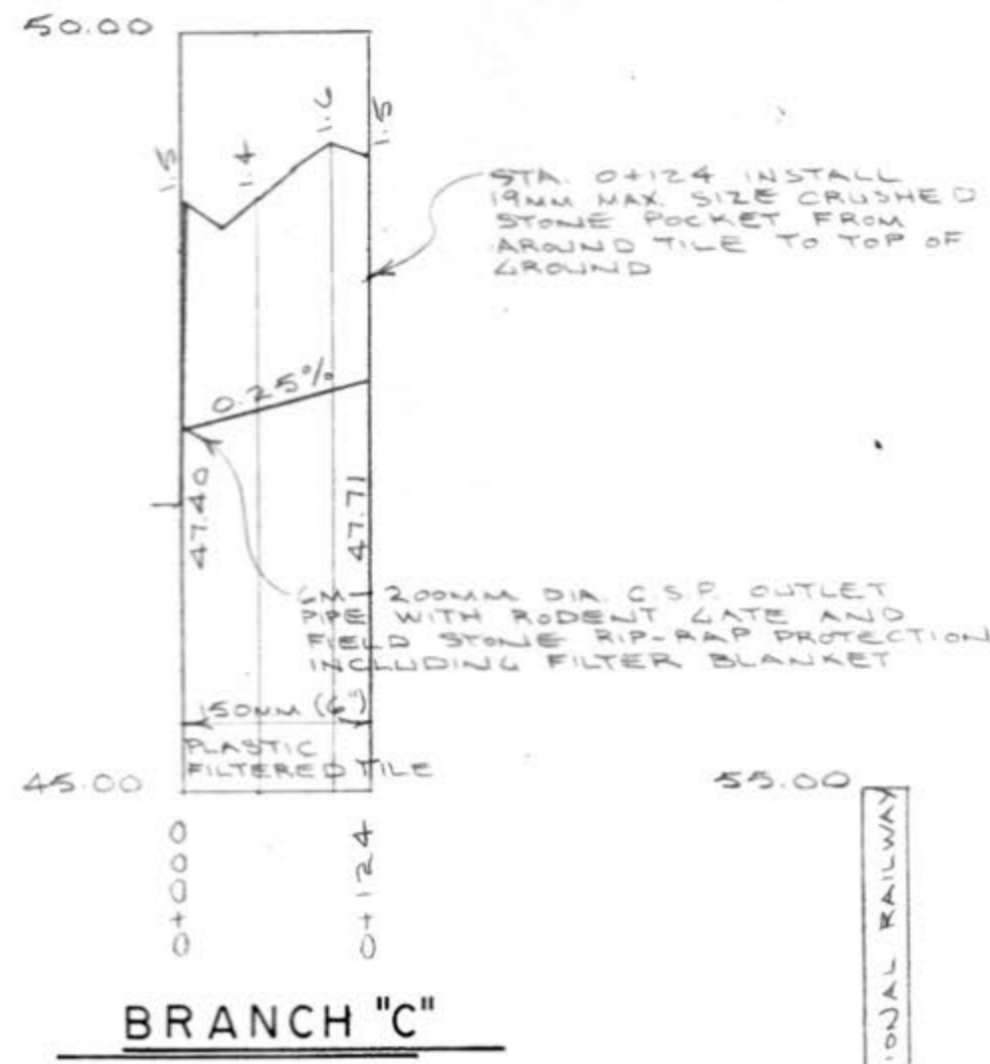 50.00
1.5
1.4
1.6
1.5
STA. 0+124 INSTALL
19MM MAX. SIZE CRUSHED
STONE POCKET FROM
AROUND TILE TO TOP OF
GROUND
0.25%
47.40
47.71
6M - 200MM DIA. C.S.P. OUTLET
PIPE WITH RODENT GATE AND
FIELD STONE RIP-RAP PROTECTION
INCLUDING FILTER BLANKET
150MM (6")
PLASTIC
FILTERED TILE
45.00
0+000
0+124
BRANCH "C"
55.00
IONAL RAILWAY